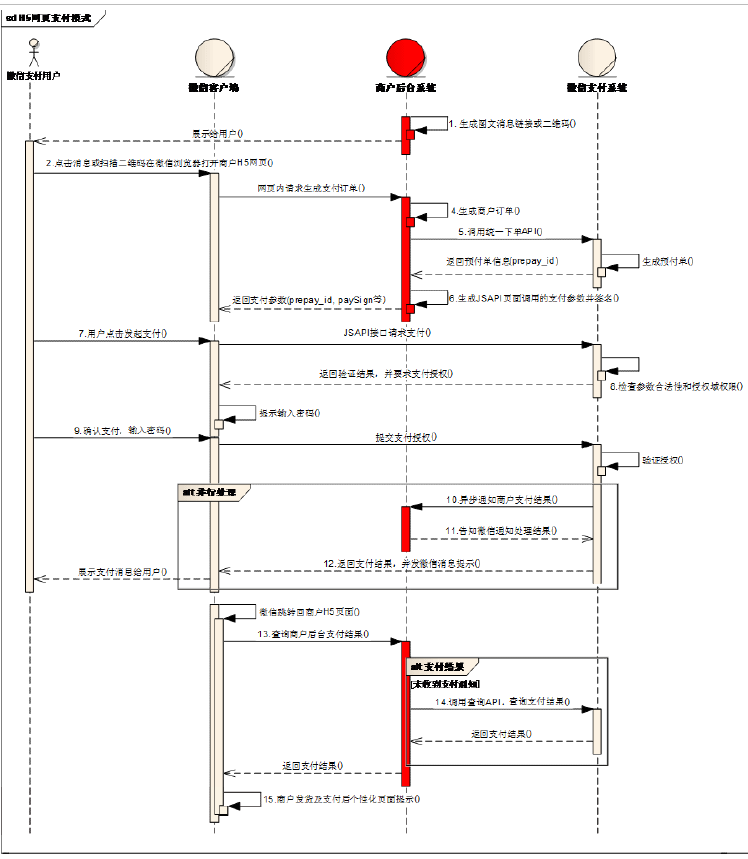 sd H5网页支付模式
微信支付用户
微信客户端
商户后台系统
微信支付系统
1. 生成图文消息链接或二维码()
展示给用户()
2.点击消息或扫描二维码在微信浏览器打开商户H5网页()
网页内请求生成支付订单()
4.生成商户订单()
5.调用统一下单API()
返回预付单信息(prepay_id)
生成预付单()
返回支付参数(prepay_id, paySign等)
6.生成JSAPI页面调用的支付参数并签名()
7.用户点击发起支付()
JSAPI接口请求支付()
返回验证结果，并要求支付授权()
8.检查参数合法性和授权域权限()
提示输入密码()
9.确认支付，输入密码()
提交支付授权()
验证授权()
alt 并行处理
10.异步通知商户支付结果()
11.告知微信通知处理结果()
12.返回支付结果，并发微信消息提示()
展示支付消息给用户()
微信跳转回商户H5页面()
13.查询商户后台支付结果()
alt 支付结果
[未收到支付通知]
14.调用查询API，查询支付结果()
返回支付结果()
返回支付结果()
15.商户发货及支付后个性化页面提示()